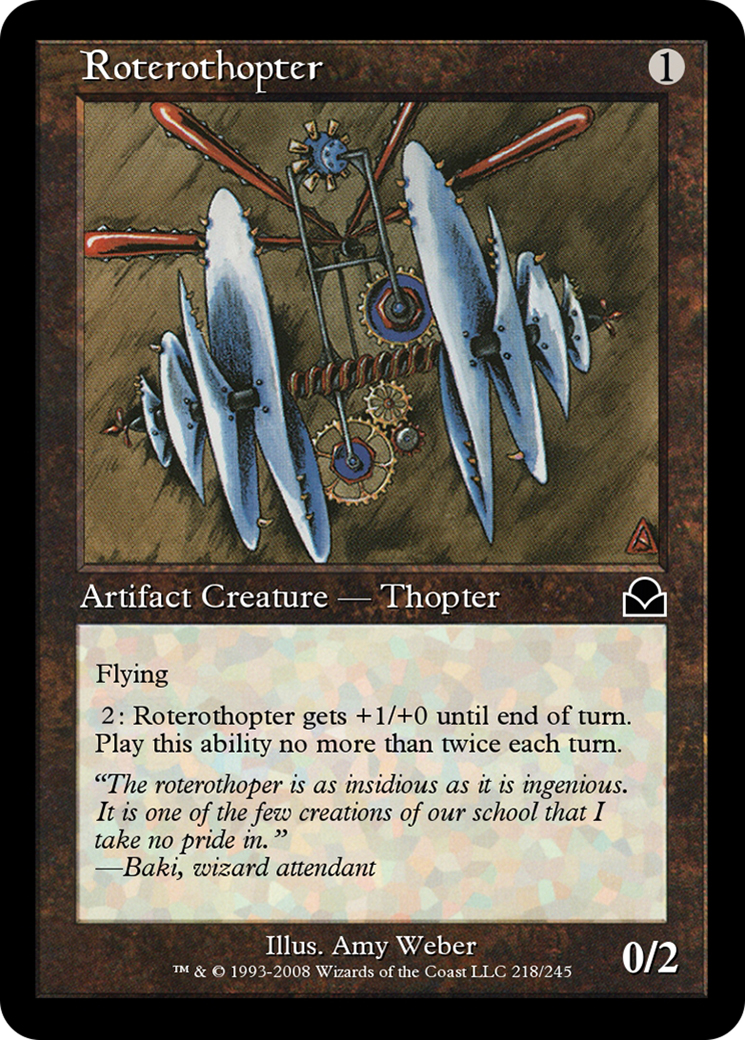 Roterothopter
1
Artifact Creature — Thopter
Flying
2: Roterothopter gets +1/+0 until end of turn.
Play this ability no more than twice each turn.
“The roterothoper is as insidious as it is ingenious.
It is one of the few creations of our school that I
take no pride in.”
—Baki, wizard attendant
Illus. Amy Weber
™ & © 1993-2008 Wizards of the Coast LLC 218/245
0/2